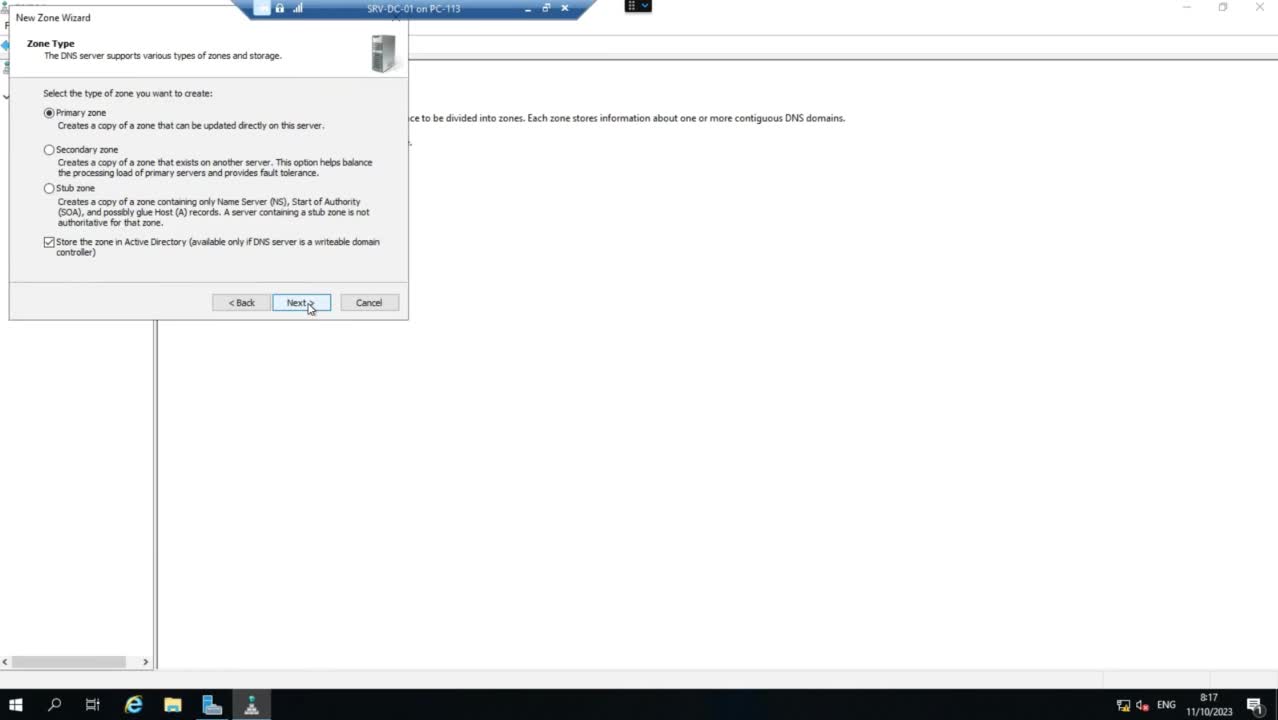 SRV-DC-01 on PC-113
New Zone Wizard
Zone Type
The DNS server supports various types of zones and storage.
Select the type of zone you want to create:
Primary zone
Creates a copy of a zone that can be updated directly on this server.
Secondary zone
Creates a copy of a zone that exists on another server. This option helps balance
the processing load of primary servers and provides fault tolerance.
Stub zone
Creates a copy of a zone containing only Name Server (NS), Start of Authority
(SOA), and possibly glue Host (A) records. A server containing a stub zone is not
authoritative for that zone.
Store the zone in Active Directory (available only if DNS server is a writeable domain
controller)
< Back
Next >
Cancel
to be divided into zones. Each zone stores information about one or more contiguous DNS domains.
ENG
8:17
11/10/2023
1